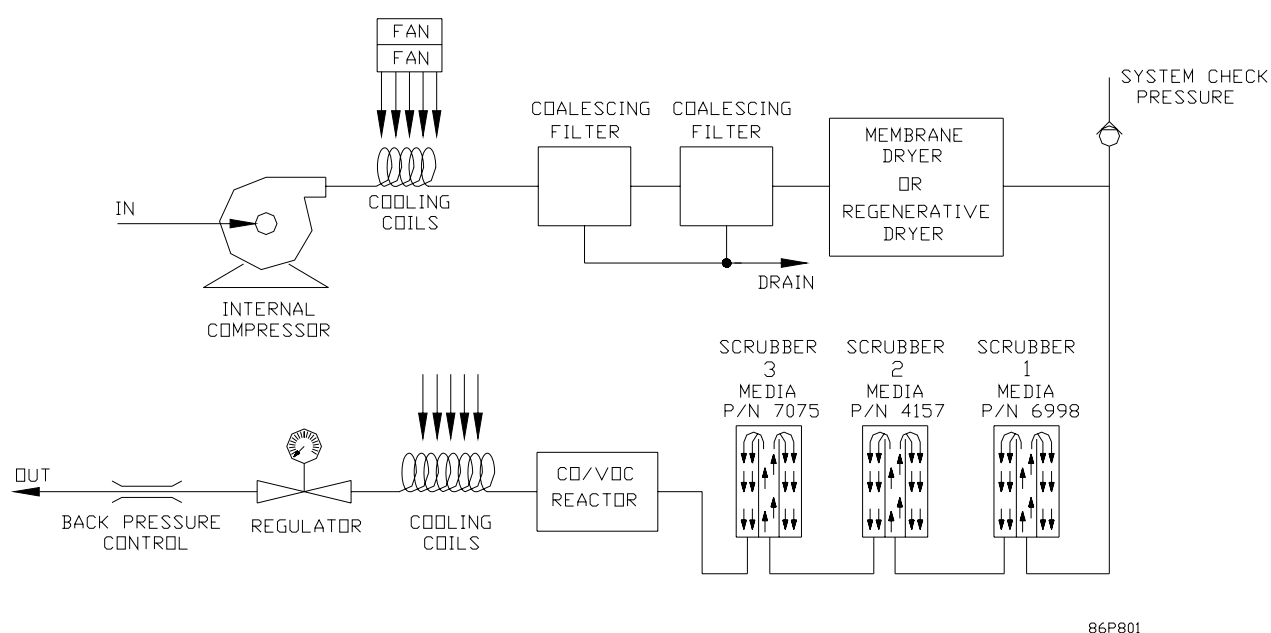 FAN
FAN
SYSTEM CHECK
PRESSURE
COALESCING
FILTER
COALESCING
FILTER
MEMBRANE
DRYER
OR
REGENERATIVE
DRYER
IN
COOLING
COILS
DRAIN
INTERNAL
COMPRESSOR
SCRUBBER
3
MEDIA
P/N 7075
SCRUBBER
2
MEDIA
P/N 4157
SCRUBBER
1
MEDIA
P/N 6998
OUT
BACK PRESSURE
CONTROL
REGULATOR
COOLING
COILS
CO/VOC
REACTOR
86P801